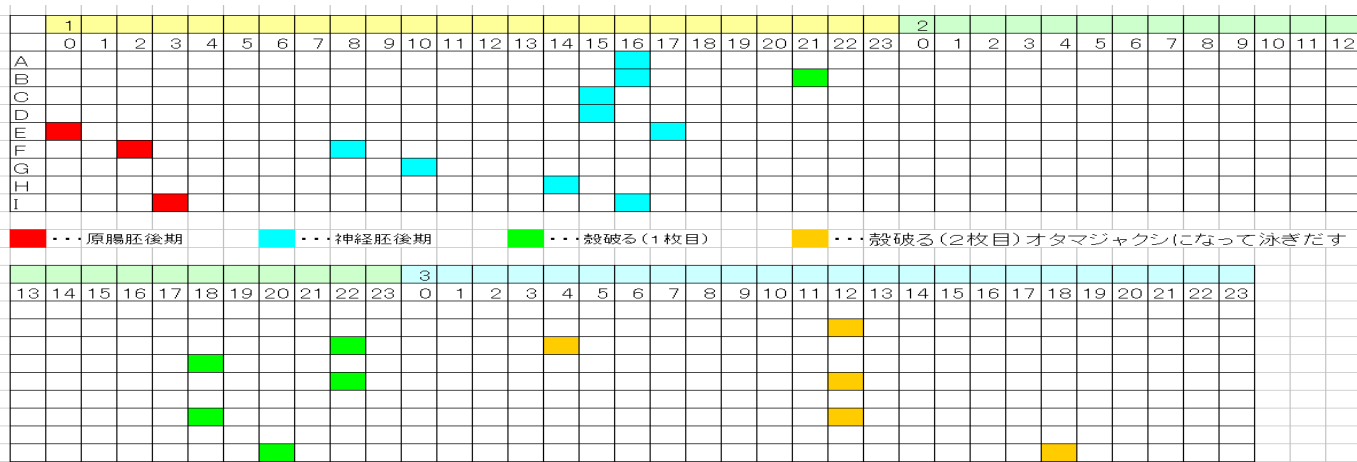 1 2
0 1 2 3 4 5 6 7 8 9 10 11 12 13 14 15 16 17 18 19 20 21 22 23 0 1 2 3 4 5 6 7 8 9 10 11 12
A
B
C
D
E
F
G
H
I
・・・原腸胚後期 ・・・神経胚後期 ・・・殻破る(1枚目) ・・・殻破る(2枚目)オタマジャクシになって泳ぎだす
3
13 14 15 16 17 18 19 20 21 22 23 0 1 2 3 4 5 6 7 8 9 10 11 12 13 14 15 16 17 18 19 20 21 22 23